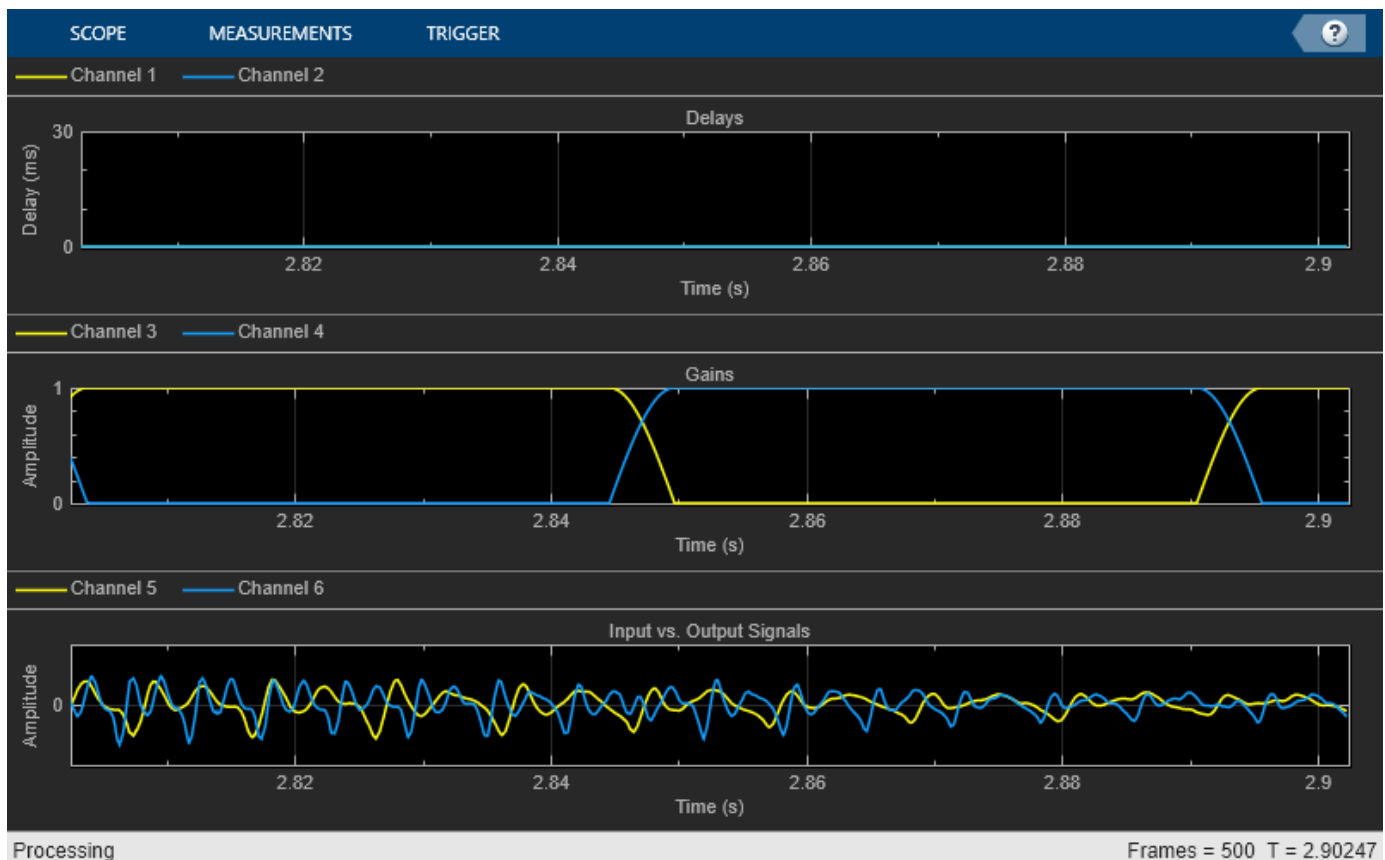 SCOPE MEASUREMENTS TRIGGER ?
Channel 1 Channel 2
Delays
30
Delay (ms)
0
2.82 2.84 2.86 2.88 2.9
Time (s)
Channel 3 Channel 4
Gains
1
Amplitude
0
2.82 2.84 2.86 2.88 2.9
Time (s)
Channel 5 Channel 6
Input vs. Output Signals
Amplitude
0
2.82 2.84 2.86 2.88 2.9
Time (s)
Processing Frames = 500 T = 2.90247